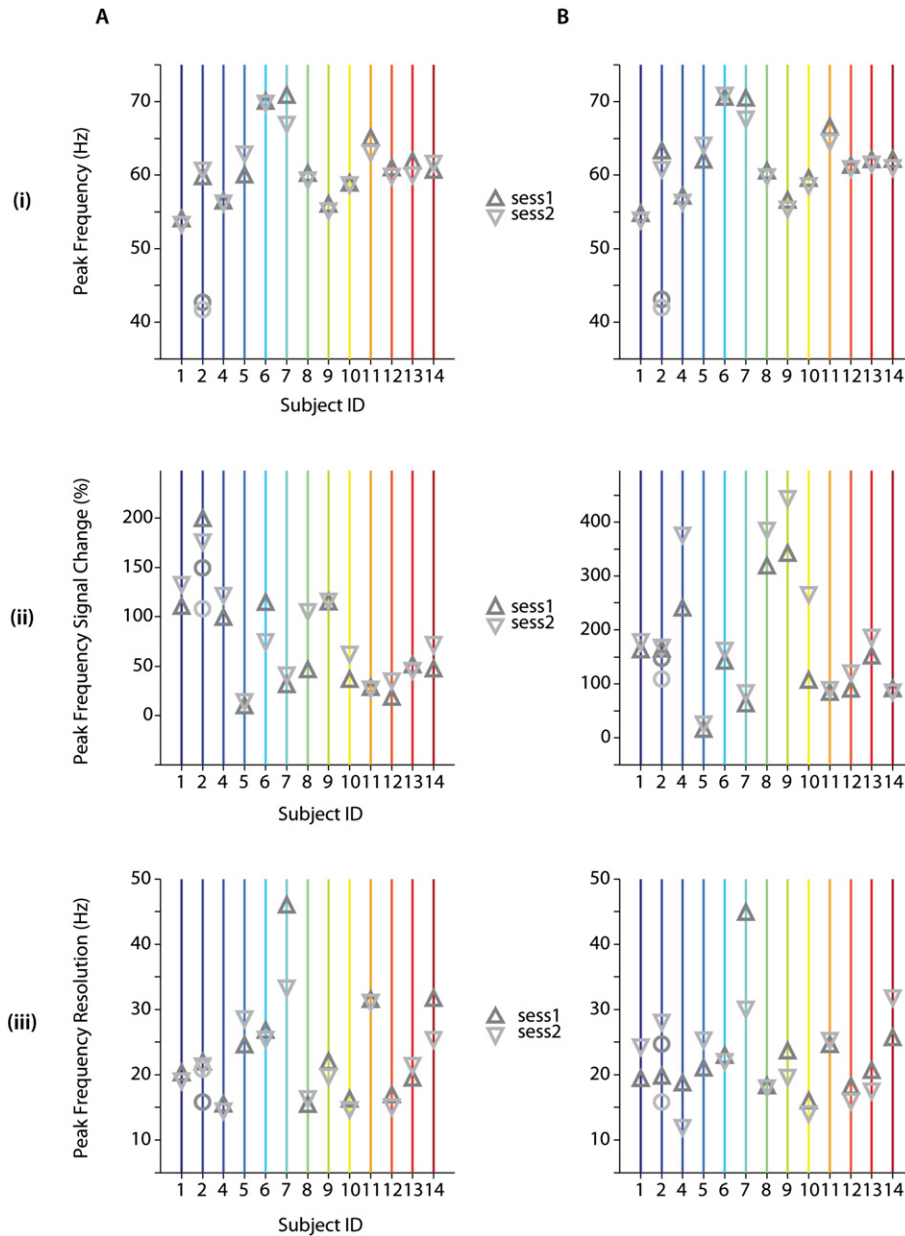 A
B
(i)
Peak Frequency (Hz)
70
60
50
40
1 2 4 5 6 7 8 9 10 11 12 13 14
Subject ID
sess1
sess2
70
60
50
40
1 2 4 5 6 7 8 9 10 11 12 13 14
(ii)
Peak Frequency Signal Change (%)
200
150
100
50
0
1 2 4 5 6 7 8 9 10 11 12 13 14
Subject ID
sess1
sess2
400
300
200
100
0
1 2 4 5 6 7 8 9 10 11 12 13 14
(iii)
Peak Frequency Resolution (Hz)
50
40
30
20
10
1 2 4 5 6 7 8 9 10 11 12 13 14
Subject ID
sess1
sess2
50
40
30
20
10
1 2 4 5 6 7 8 9 10 11 12 13 14